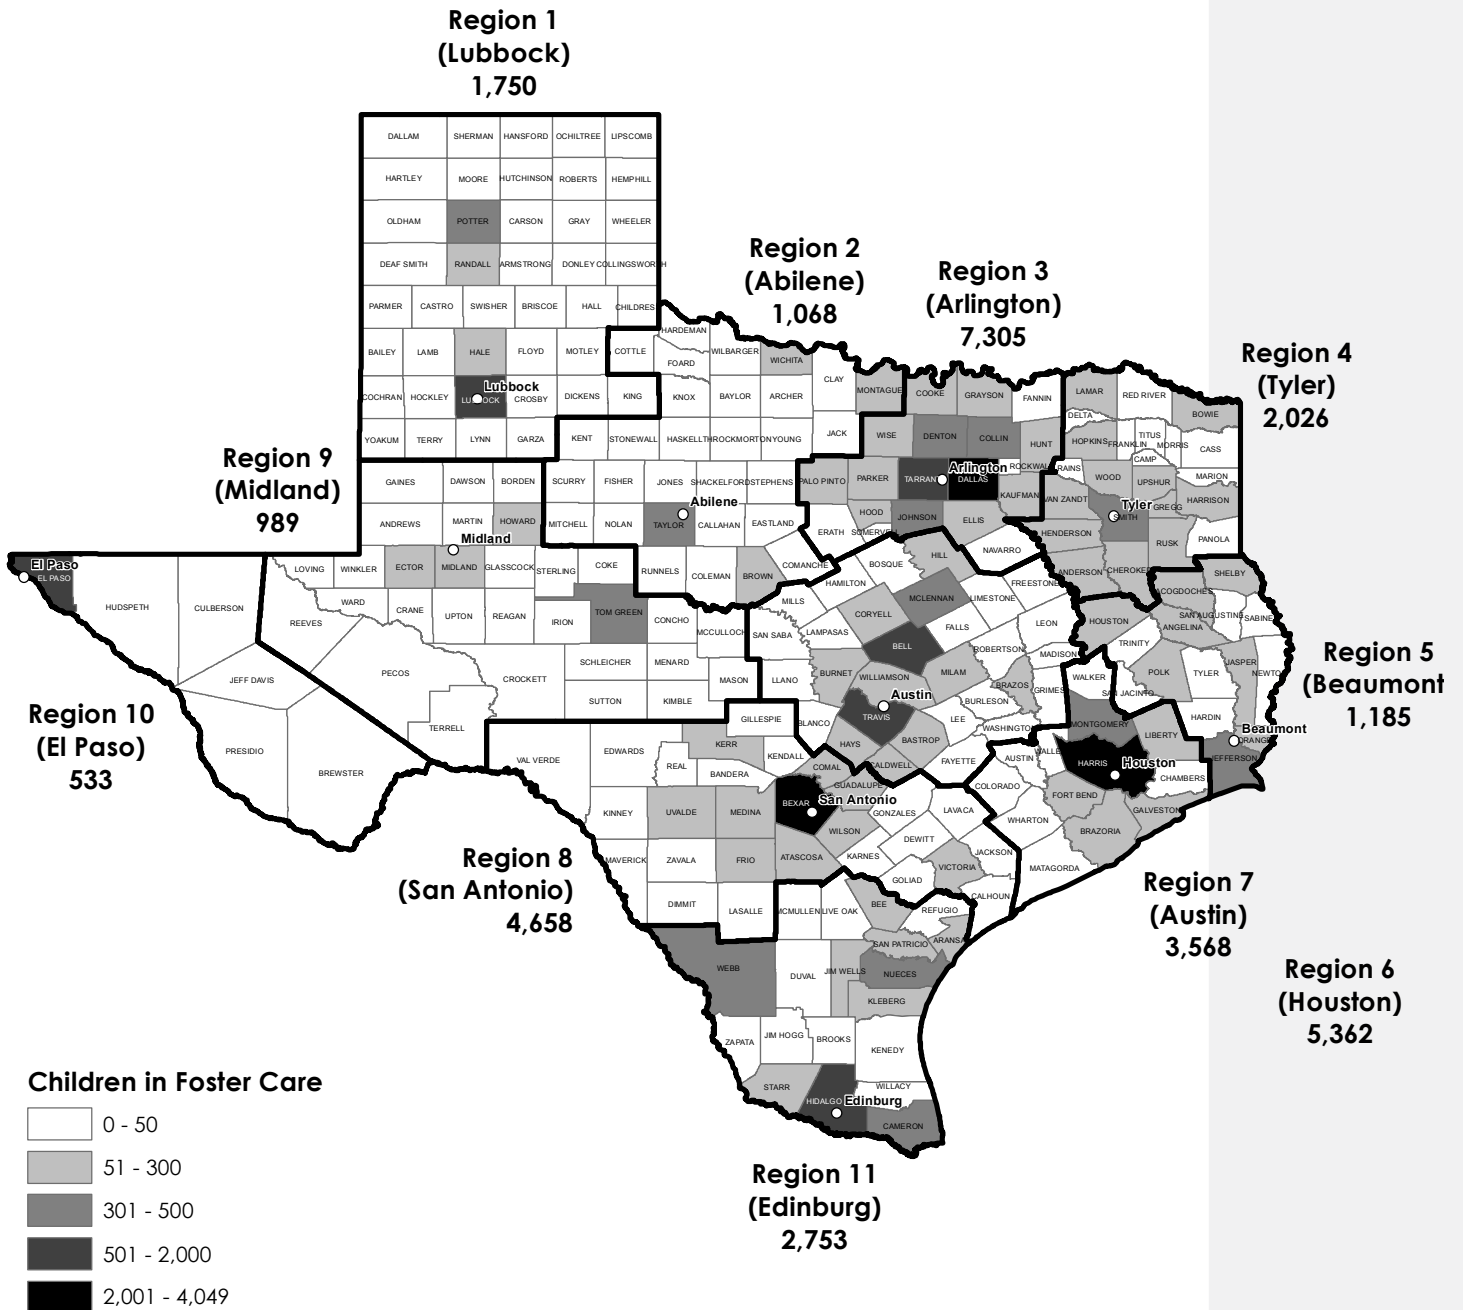 Region 1
(Lubbock)
1,750
DALLAM SHERMAN HANSFORD OCHILTREE LIPSCOMB
HARTLEY MOORE HUTCHINSON ROBERTS HEMPHILL
OLDHAM POTTER CARSON GRAY WHEELER
DEAF SMITH RANDALL ARMSTRONG DONLEY COLLINGSWORTH
PARMER CASTRO SWISHER BRISCOE HALL CHILDRES
BAILEY LAMB HALE FLOYD MOTLEY COTTLE
COCHRAN HOCKLEY LUBBOCK CROSBY DICKENS KING
Lubbock
YOAKUM TERRY LYNN GARZA
Region 2
(Abilene)
1,068
HARDEMAN
FOARD WILBARGER WICHITA
CLAY MONTAGUE
KNOX BAYLOR ARCHER
JACK
KENT STONEWALL HASKELL THROCKMORTON YOUNG
SCURRY FISHER JONES SHACKELFORD STEPHENS
Abilene
MITCHELL NOLAN TAYLOR CALLAHAN EASTLAND
RUNNELS COLEMAN BROWN COMANCHE
Region 3
(Arlington)
7,305
COOKE GRAYSON FANNIN
WISE DENTON COLLIN HUNT
PALO PINTO PARKER TARRANT DALLAS ROCKWALL
Arlington
KAUFMAN
HOOD JOHNSON ELLIS
ERATH SOMERVELL NAVARRO
Region 4
(Tyler)
2,026
LAMAR RED RIVER BOWIE
DELTA
HOPKINS FRANKLIN TITUS MORRIS CASS
CAMP
RAINS WOOD UPSHUR MARION
VAN ZANDT GREGG HARRISON
Tyler
SMITH
HENDERSON RUSK PANOLA
ANDERSON CHEROKEE
Region 9
(Midland)
989
GAINES DAWSON BORDEN
ANDREWS MARTIN HOWARD
Midland
LOVING WINKLER ECTOR MIDLAND GLASSCOCK STERLING COKE
WARD CRANE UPTON REAGAN IRION TOM GREEN CONCHO
REEVES MCCULLOCH
PECOS CROCKETT SCHLEICHER MENARD
SUTTON KIMBLE MASON
TERRELL
El Paso
EL PASO
HUDSPETH CULBERSON
JEFF DAVIS
PRESIDIO
BREWSTER
Region 10
(El Paso)
533
BOSQUE HILL
HAMILTON MCLENNAN LIMESTONE FREESTONE
MILLS CORYELL
SAN SABA LAMPASAS BELL FALLS LEON
ROBERTSON MADISON
LLANO BURNET WILLIAMSON MILAM
BRAZOS GRIMES
Austin
TRAVIS BURLESON
LEE WASHINGTON
BLANCO HAYS BASTROP
CALDWELL FAYETTE
SHELBY
ACOGDOCHES
SAN AUGUSTINE SABINE
HOUSTON ANGELINA
TRINITY
POLK TYLER JASPER NEWTO
SAN JACINTO
HARDIN
Beaumont
ORANGE
JEFFERSON
Region 5
(Beaumont
1,185
WALKER
MONTGOMERY LIBERTY
AUSTIN WALLE HARRIS
Houston
CHAMBERS
COLORADO FORT BEND
WHARTON GALVESTON
BRAZORIA
MATAGORDA
GILLESPIE
VAL VERDE EDWARDS KERR
REAL KENDALL
BANDERA COMAL
GUADALUPE
KINNEY UVALDE MEDINA BEXAR
San Antonio
GONZALES LAVACA
WILSON DEWITT
MAVERICK ZAVALA FRIO ATASCOSA KARNES
JACKSON
VICTORIA
GOLIAD
DIMMIT LASALLE CALHOUN
Region 8
(San Antonio)
4,658
Region 7
(Austin)
3,568
Region 6
(Houston)
5,362
MCMULLEN LIVE OAK BEE REFUGIO
SAN PATRICIO ARANSA
WEBB DUVAL JIM WELLS NUECES
KLEBERG
ZAPATA JIM HOGG BROOKS
KENEDY
STARR HIDALGO WILLACY
Edinburg
CAMERON
Region 11
(Edinburg)
2,753
Children in Foster Care
0 - 50
51 - 300
301 - 500
501 - 2,000
2,001 - 4,049